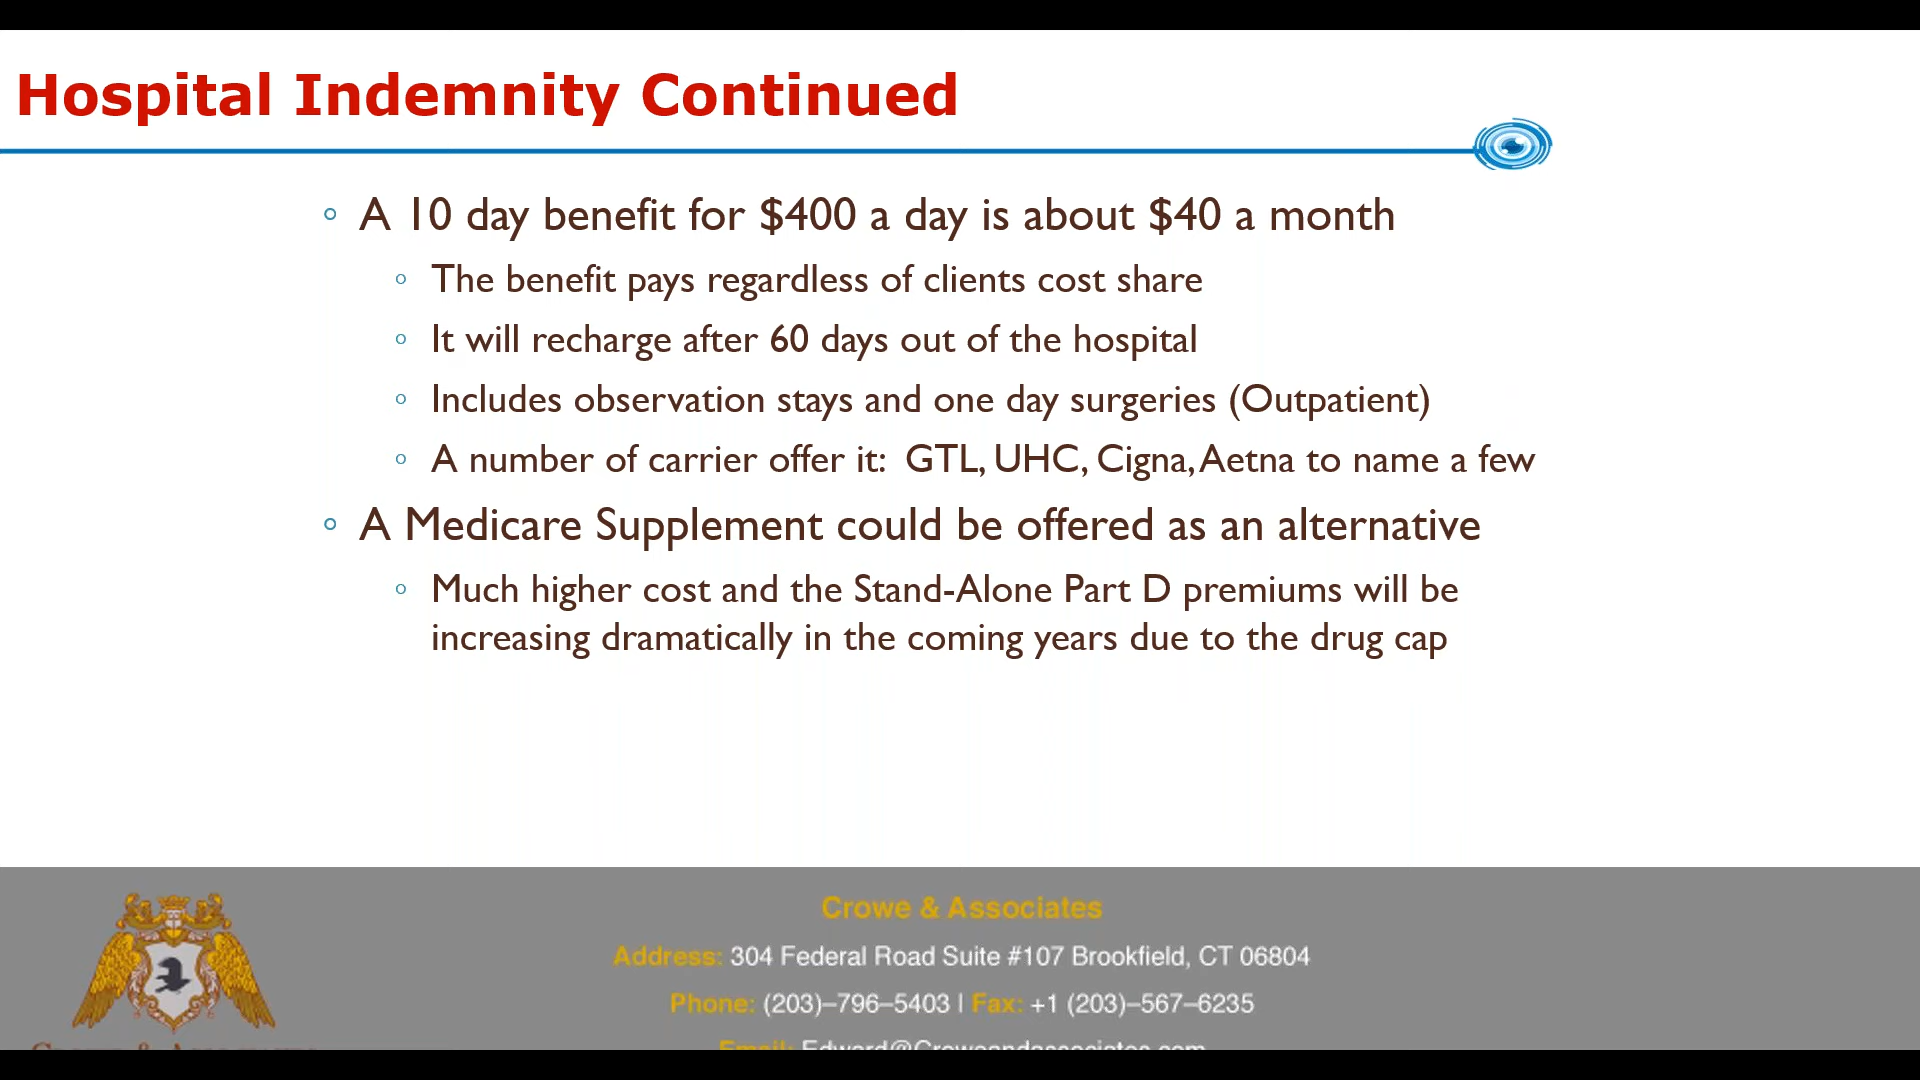 Hospital Indemnity Continued
A 10 day benefit for $400 a day is about $40 a month
The benefit pays regardless of clients cost share
It will recharge after 60 days out of the hospital
Includes observation stays and one day surgeries (Outpatient)
A number of carrier offer it:  GTL, UHC, Cigna, Aetna to name a few
A Medicare Supplement could be offered as an alternative
Much higher cost and the Stand-Alone Part D premiums will be
increasing dramatically in the coming years due to the drug cap
Crowe & Associates
Address: 304 Federal Road Suite #107 Brookfield, CT 06804
Phone: (203)–796–5403 | Fax: +1 (203)–567–6235
Email: Edward@Croweandassociates.com